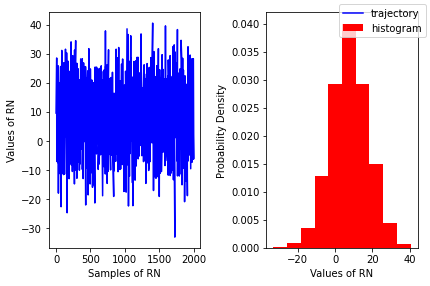 trajectory
histogram
40
30
20
10
0
−10
−20
−30
Values of RN
0 500 1000 1500 2000
Samples of RN
0.040
0.035
0.030
0.025
0.020
0.015
0.010
0.005
0.000
Probability Density
−20 0 20 40
Values of RN